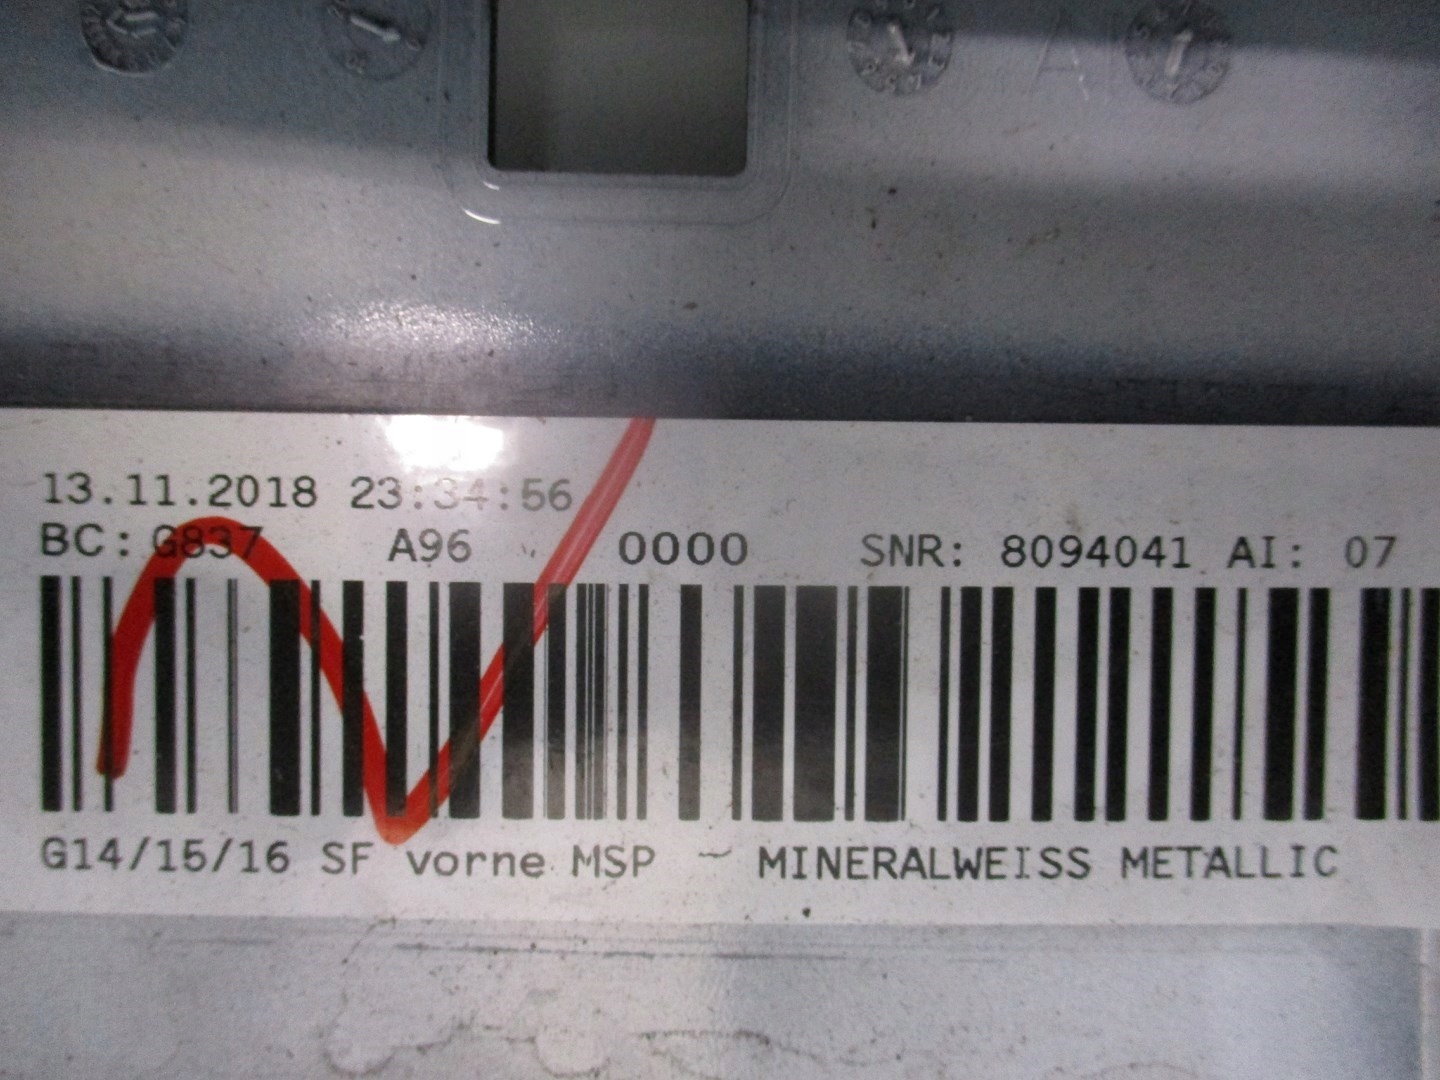 13.11.2018 23:34:56
BC: G837 A96 0000 SNR: 8094041 AI: 07
G14/15/16 SF vorne MSP - MINERALWEISS METALLIC